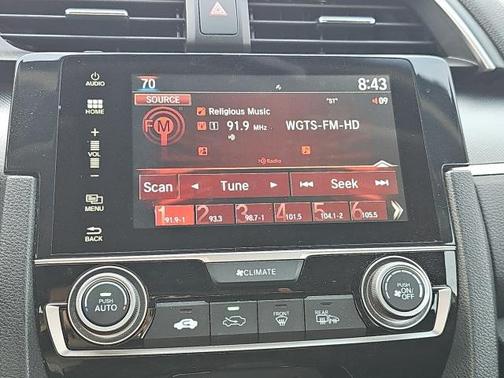 70 8:43
AUDIO
SOURCE
Religious Music "ST" 09
FM
HOME
1 91.9 MHz WGTS-FM-HD
+
VOL
-
HD Radio
Scan Tune Seek
MENU
1 91.9-1 2 93.3 3 98.7-1 4 101.5 5 104.1-2 6 105.5
BACK
CLIMATE
PUSH AUTO
PUSH ON/OFF
FRONT
REAR